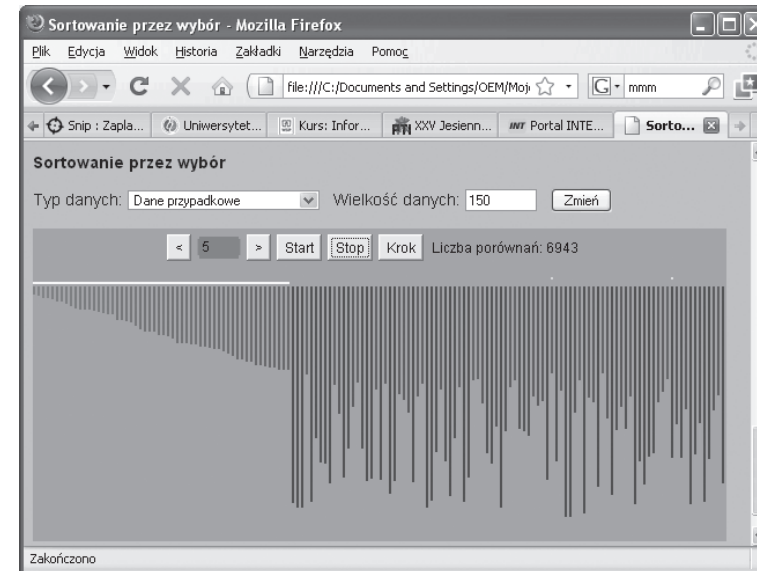 Sortowanie przez wybór - Mozilla Firefox
Plik Edycja Widok Historia Zakładki Narzędzia Pomoc
file:///C:/Documents and Settings/OEM/Moj G mmm
Snip : Zapla... Uniwersytet... Kurs: Infor... XXV Jesienn... INT Portal INTE... Sorto...
Sortowanie przez wybór
Typ danych: Dane przypadkowe Wielkość danych: 150 Zmień
< 5 > Start Stop Krok Liczba porównań: 6943
Zakończono